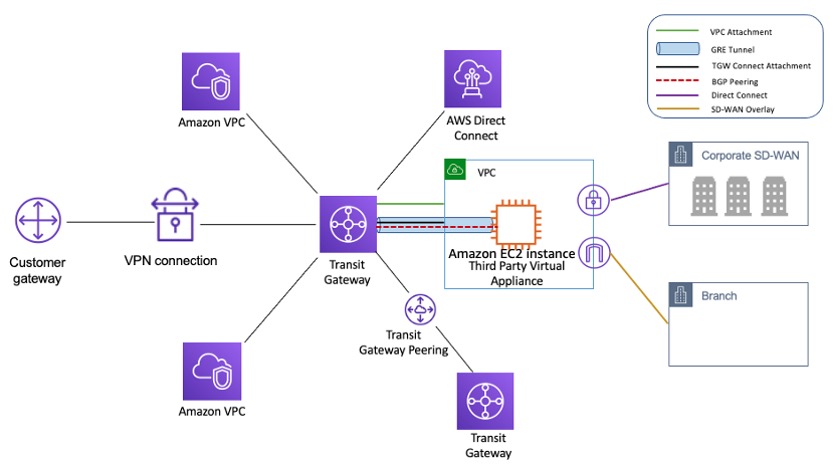 VPC Attachment
GRE Tunnel
TGW Connect Attachment
BGP Peering
Direct Connect
SD-WAN Overlay
Amazon VPC
AWS Direct
Connect
Corporate SD-WAN
VPC
Customer
gateway
VPN connection
Transit
Gateway
Amazon EC2 instance
Third Party Virtual
Appliance
Branch
Transit
Gateway Peering
Amazon VPC
Transit
Gateway